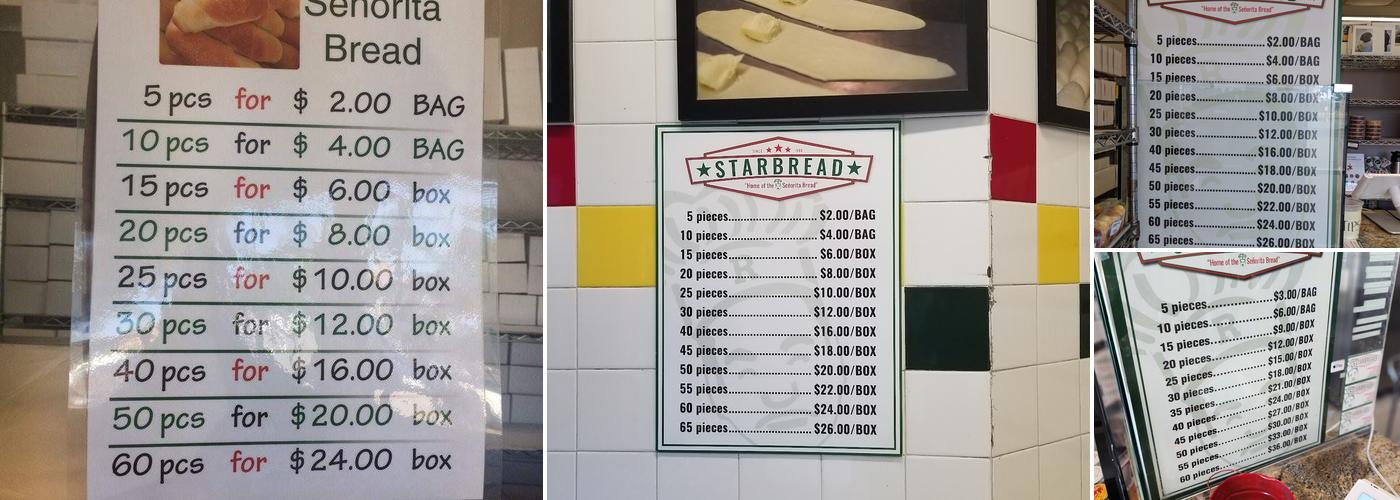 Señorita
Bread
5 pcs for $ 2.00 BAG
10 pcs for $ 4.00 BAG
15 pcs for $ 6.00 box
20 pcs for $ 8.00 box
25 pcs for $10.00 box
30 pcs for $12.00 box
40 pcs for $16.00 box
50 pcs for $20.00 box
60 pcs for $24.00 box
SINCE
★STARBREAD★
"Home of the Señorita Bread"
5 pieces....................$2.00/BAG
10 pieces....................$4.00/BAG
15 pieces....................$6.00/BOX
20 pieces....................$8.00/BOX
25 pieces....................$10.00/BOX
30 pieces....................$12.00/BOX
40 pieces....................$16.00/BOX
45 pieces....................$18.00/BOX
50 pieces....................$20.00/BOX
55 pieces....................$22.00/BOX
60 pieces....................$24.00/BOX
65 pieces....................$26.00/BOX
"Home of the Señorita Bread"
5 pieces....................$2.00/BAG
10 pieces....................$4.00/BAG
15 pieces....................$6.00/BOX
20 pieces....................$8.00/BOX
25 pieces....................$10.00/BOX
30 pieces....................$12.00/BOX
40 pieces....................$16.00/BOX
45 pieces....................$18.00/BOX
50 pieces....................$20.00/BOX
55 pieces....................$22.00/BOX
60 pieces....................$24.00/BOX
65 pieces....................$26.00/BOX
"Home of the Señorita Bread"
5 pieces....................$3.00/BAG
10 pieces....................$6.00/BAG
15 pieces....................$9.00/BOX
20 pieces....................$12.00/BOX
25 pieces....................$15.00/BOX
30 pieces....................$18.00/BOX
35 pieces....................$21.00/BOX
40 pieces....................$24.00/BOX
45 pieces....................$27.00/BOX
50 pieces....................$30.00/BOX
55 pieces....................$33.00/BOX
60 pieces....................$36.00/BOX